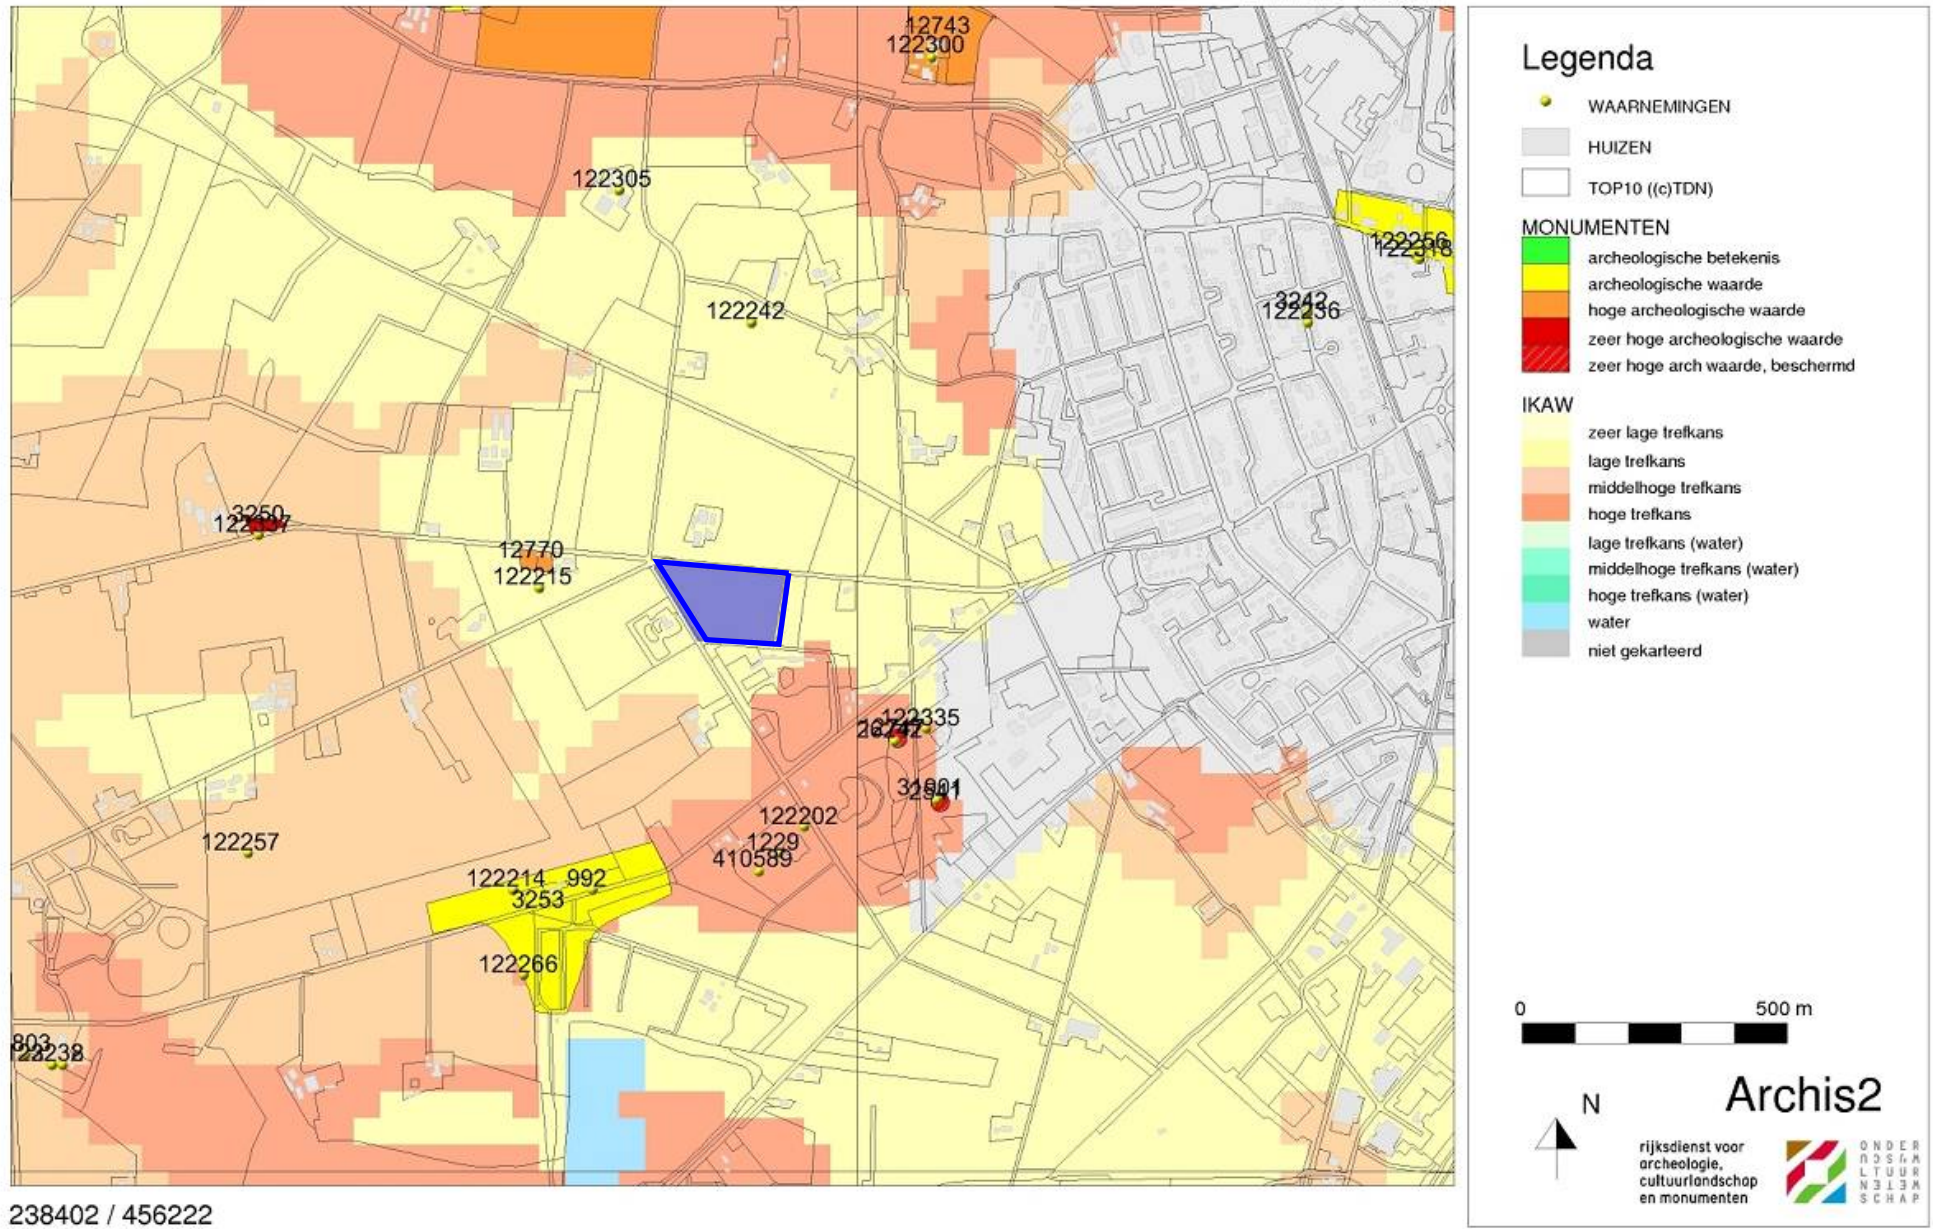 12743
122300
122305
122242
3242
122236
3250
12770
122215
122335
122202
1229
410589
122257
122214 992
3253
122266
803
238402 / 456222
Legenda
WAARNEMINGEN
HUIZEN
TOP10 ((c)TDN)
MONUMENTEN
archeologische betekenis
archeologische waarde
hoge archeologische waarde
zeer hoge archeologische waarde
zeer hoge arch waarde, beschermd
IKAW
zeer lage trefkans
lage trefkans
middelhoge trefkans
hoge trefkans
lage trefkans (water)
middelhoge trefkans (water)
hoge trefkans (water)
water
niet gekarteerd
0 500 m
N
Archis2
rijksdienst voor
archeologie,
cultuurlandschap
en monumenten